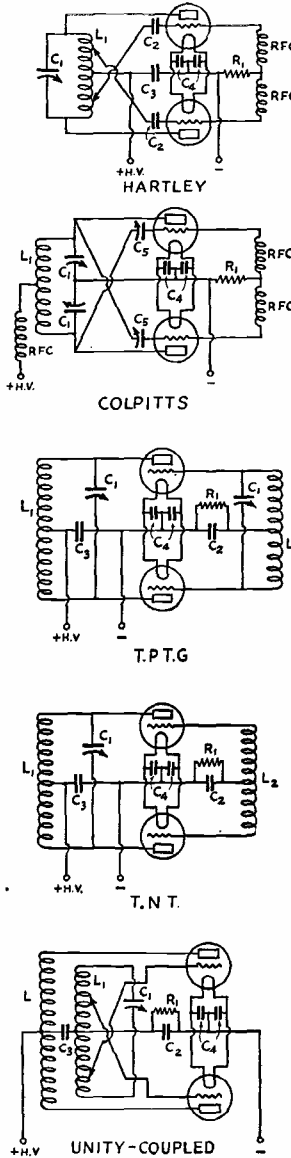 C₂
L₁
RFC
C₁
C₃
C₄
R₁
RFC
C₂
+H.V.
–
HARTLEY
C₅
RFC
L₁
C₁
C₄
R₁
C₁
RFC
C₅
RFC
+H.V.
–
COLPITTS
C₁
R₁
C₁
L₁
C₄
L
C₃
C₂
+H.V
–
T.P.T.G
C₁
R₁
L₁
C₄
L₂
C₃
C₂
+H.V.
–
T.N.T.
L₁
C₁
L
R₁
C₄
C₃
C₂
+H.V
–
UNITY-COUPLED